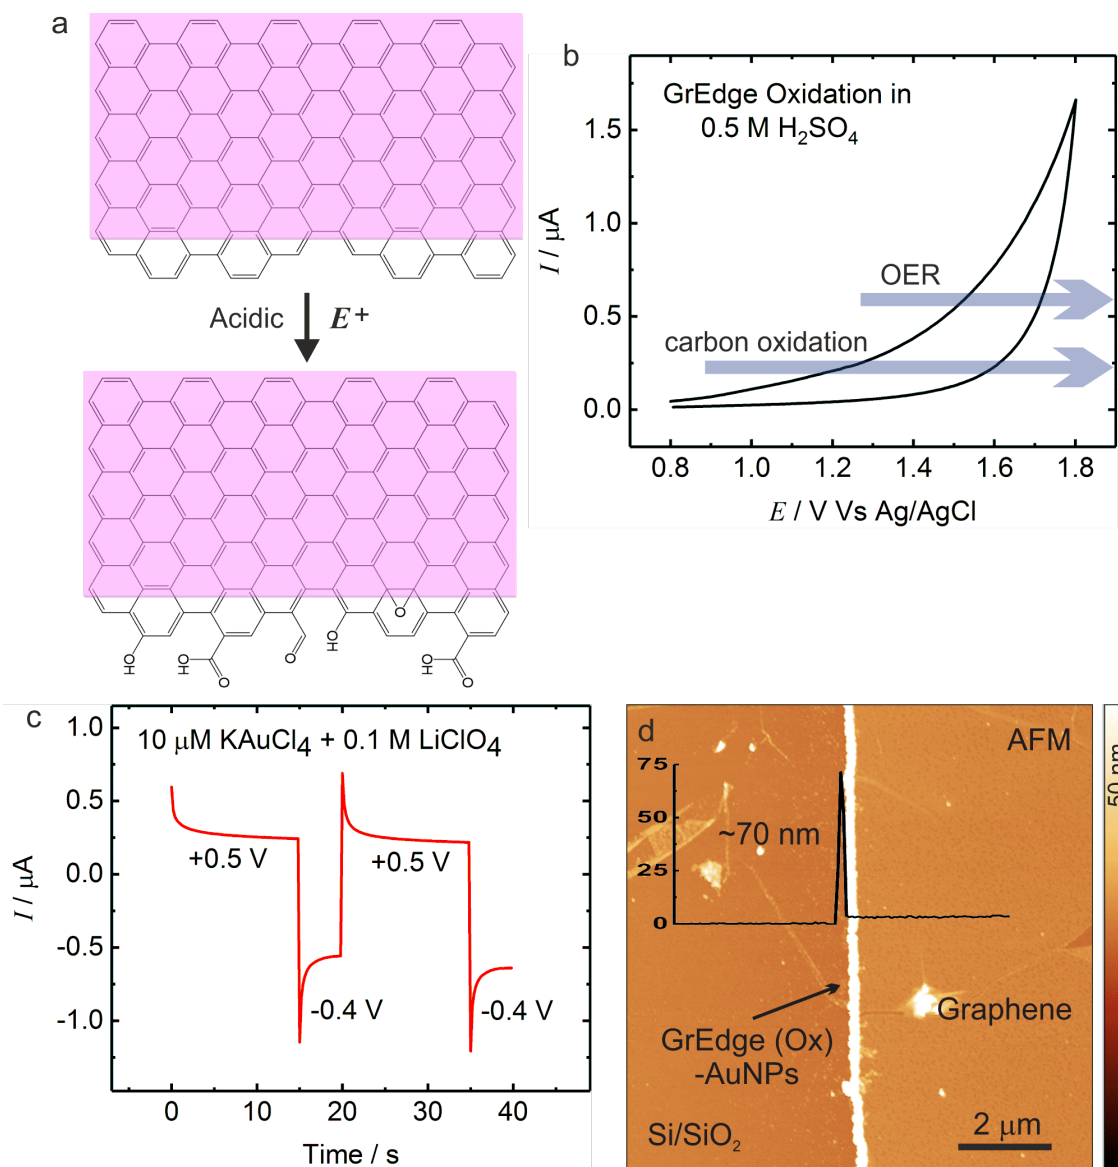 a
Acidic
E+
HO
HO
O
O
HO
O
HO
O
b
GrEdge Oxidation in
0.5 M H₂SO₄
OER
carbon oxidation
1.5
1.0
0.5
0.0
I / μA
0.8 1.0 1.2 1.4 1.6 1.8
E / V Vs Ag/AgCl
c
10 μM KAuCl₄ + 0.1 M LiClO₄
1.0
0.5
0.0
-0.5
-1.0
I / μA
+0.5 V
+0.5 V
-0.4 V
-0.4 V
0 10 20 30 40
Time / s
d
AFM
75
50
25
0
~70 nm
Graphene
GrEdge (Ox)
-AuNPs
Si/SiO₂
2 μm
50 nm